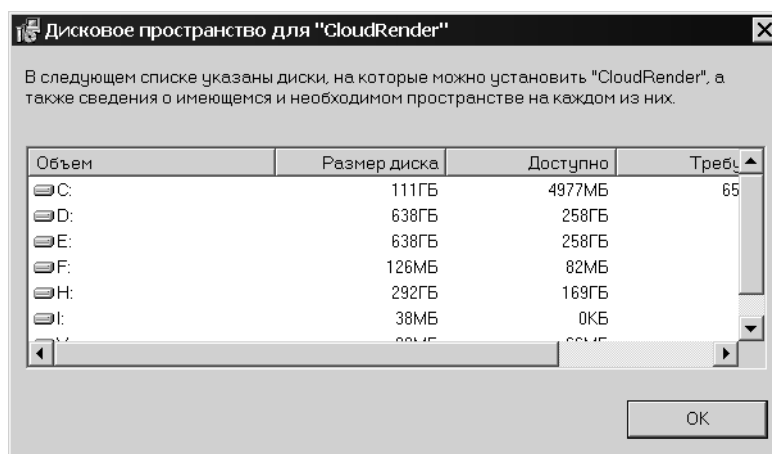 Дисковое пространство для "CloudRender"
В следующем списке указаны диски, на которые можно установить "CloudRender", а
также сведения о имеющемся и необходимом пространстве на каждом из них.
Объем Размер диска Доступно Требу
C: 111ГБ 4977МБ 65
D: 638ГБ 258ГБ
E: 638ГБ 258ГБ
F: 126МБ 82МБ
H: 292ГБ 169ГБ
I: 38МБ 0КБ
OK